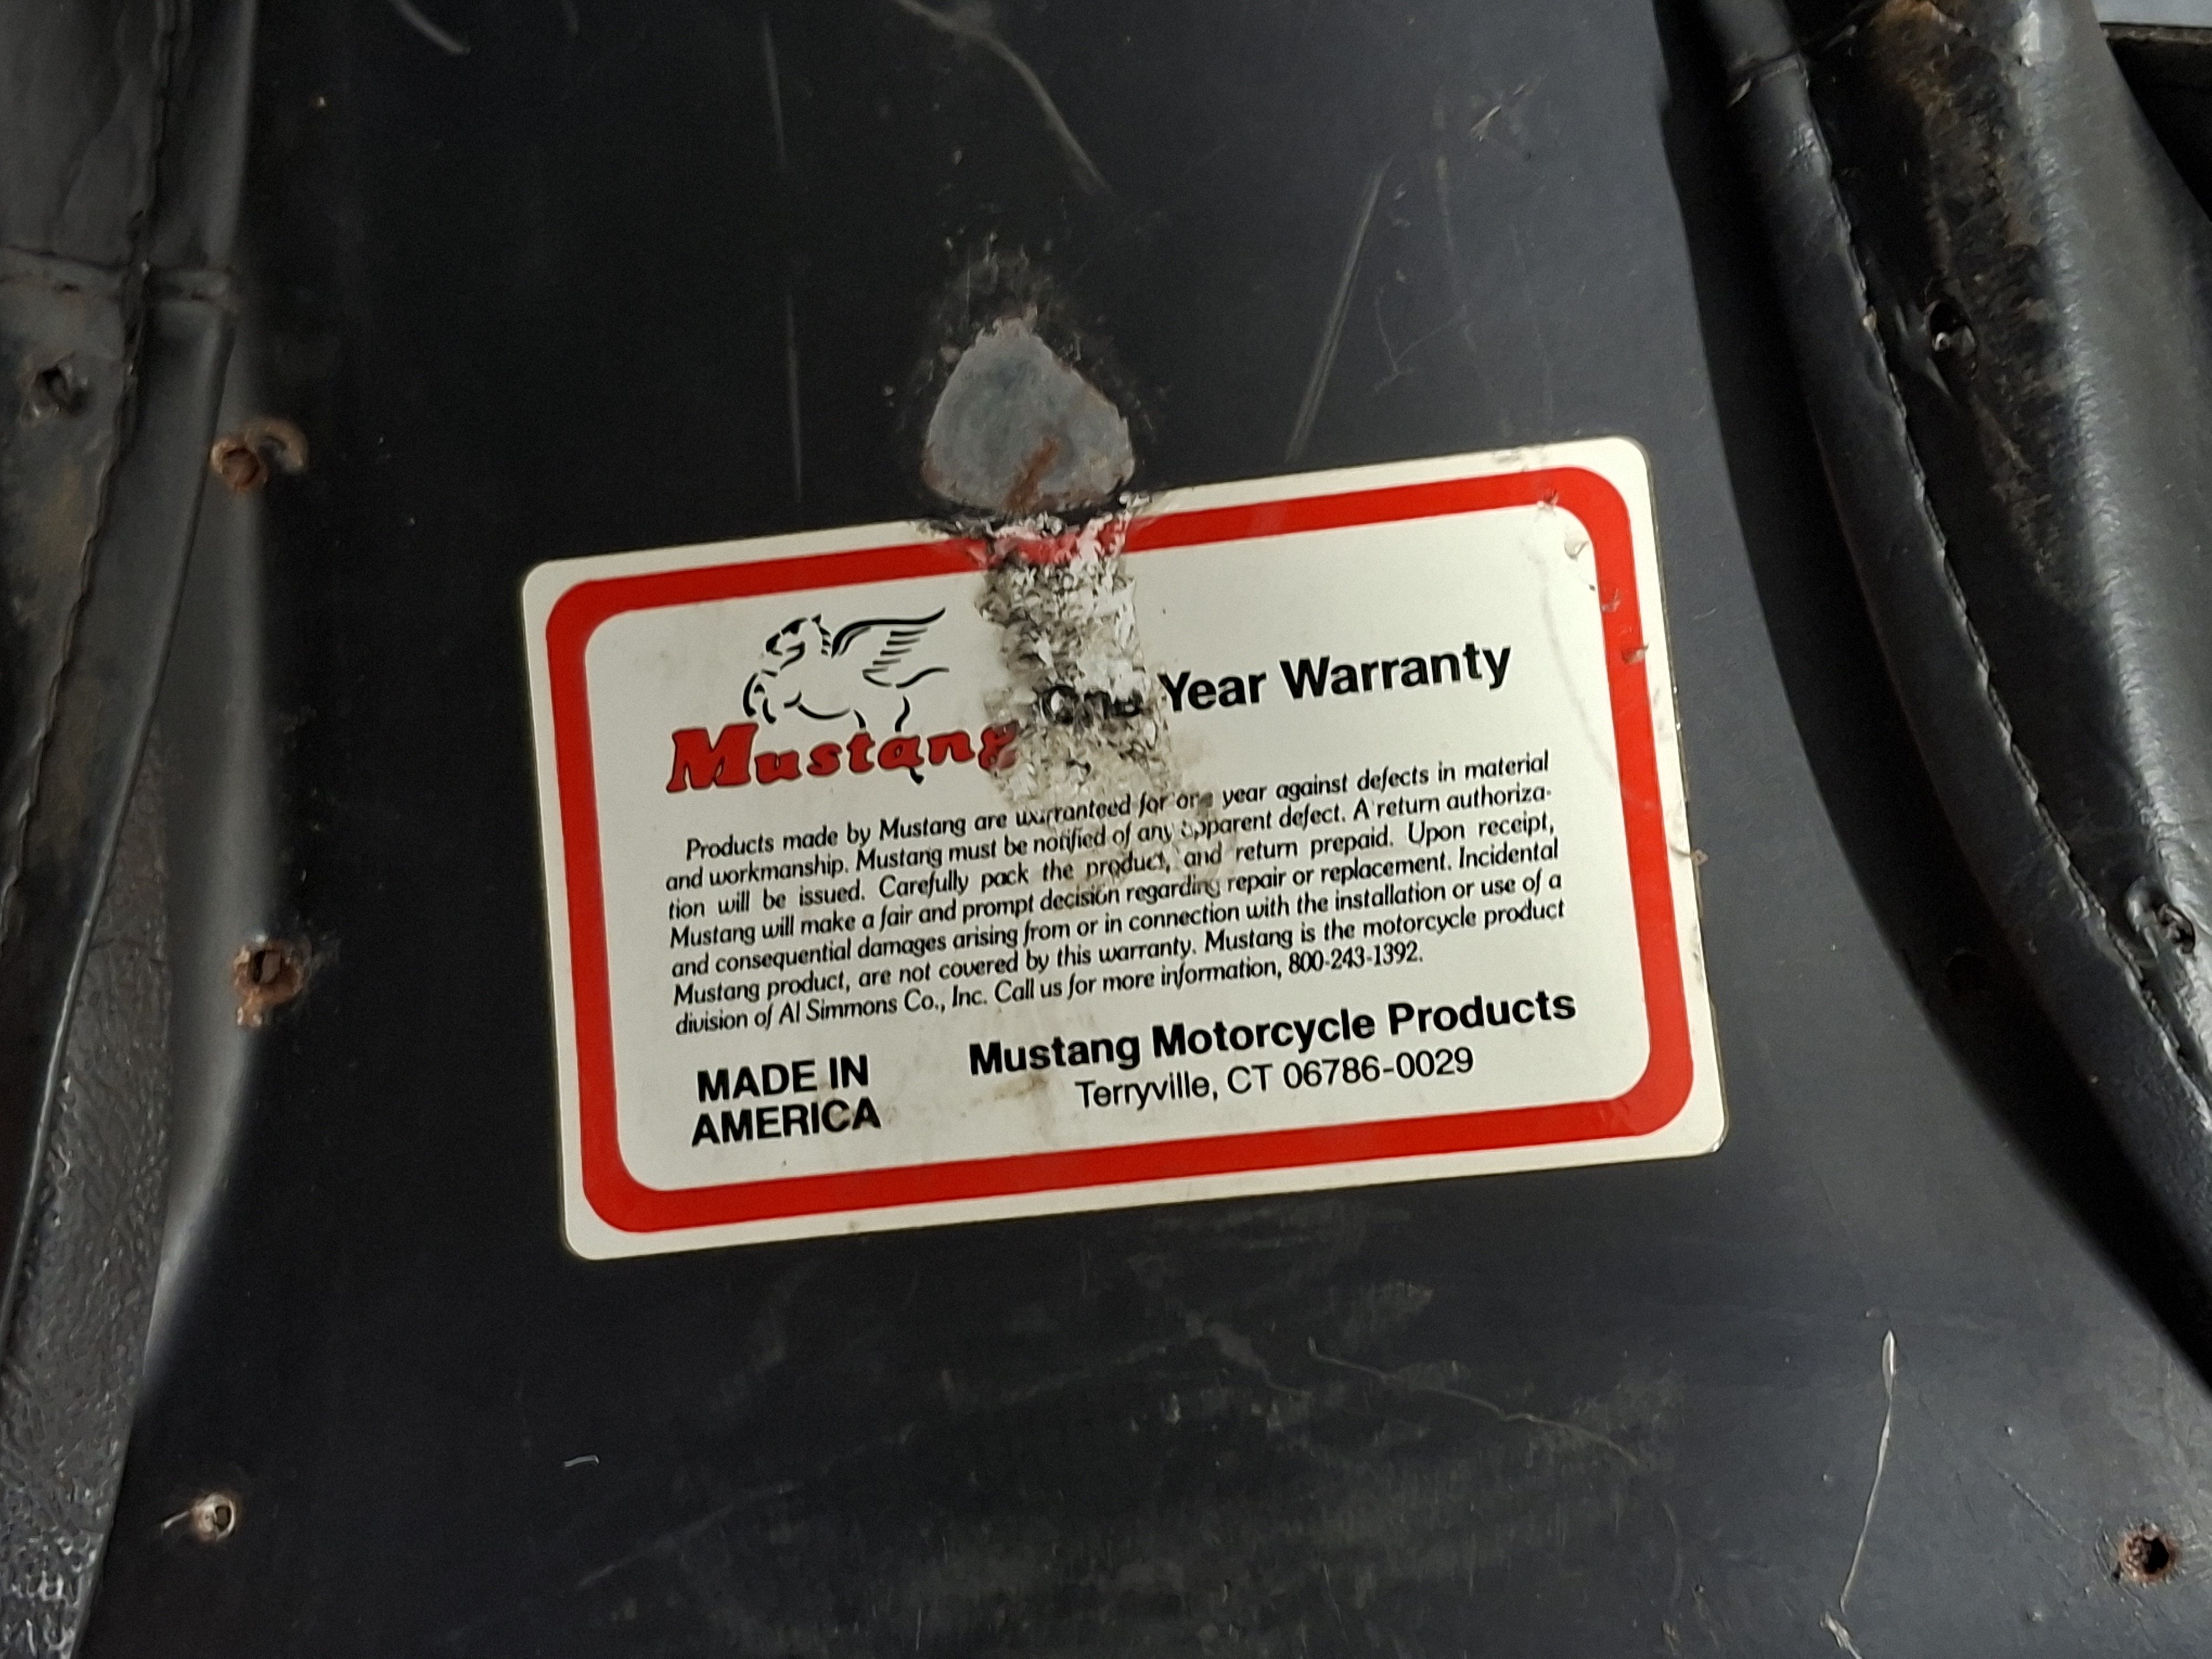 One Year Warranty
Mustang
Products made by Mustang are warranteed for one year against defects in material
and workmanship. Mustang must be notified of any apparent defect. A return authoriza-
tion will be issued. Carefully pack the product, and return prepaid. Upon receipt,
Mustang will make a fair and prompt decision regarding repair or replacement. Incidental
and consequential damages arising from or in connection with the installation or use of a
Mustang product, are not covered by this warranty. Mustang is the motorcycle product
division of Al Simmons Co., Inc. Call us for more information, 800-243-1392.
MADE IN
AMERICA
Mustang Motorcycle Products
Terryville, CT 06786-0029